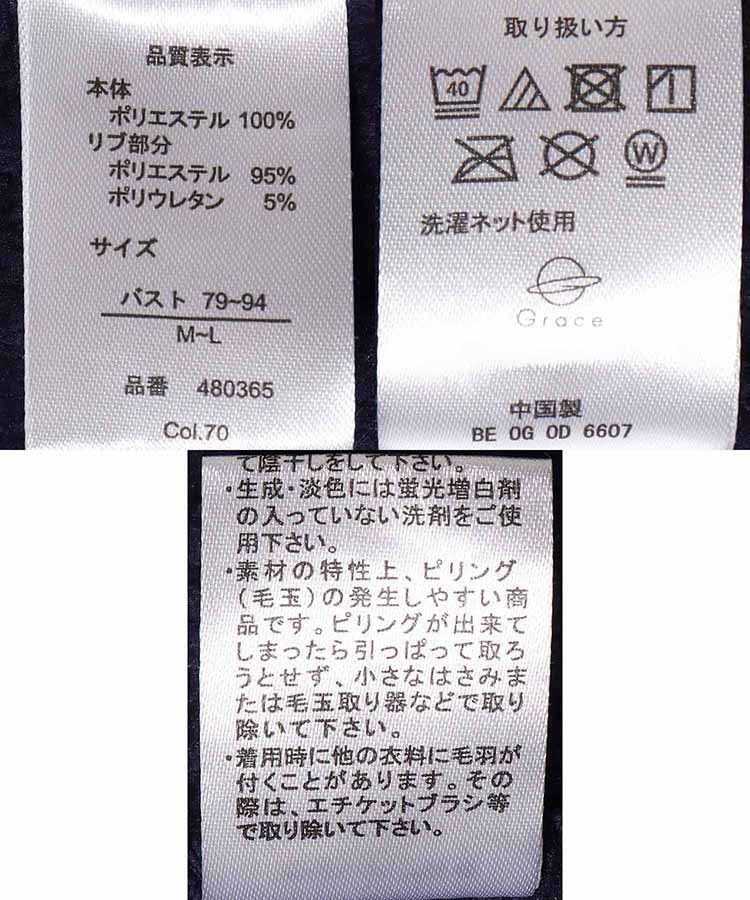 品質表示
本体
ポリエステル 100%
リブ部分
ポリエステル 95%
ポリウレタン 5%
サイズ
バスト 79~94
M~L
品番 480365
Col.70
取り扱い方
40
W
洗濯ネット使用
Grace
中国製
BE OG OD 6607
て陰干しをして下さい。
・生成・淡色には蛍光増白剤
の入っていない洗剤をご使
用下さい。
・素材の特性上、ピリング
(毛玉)の発生しやすい商
品です。ピリングが出来て
しまったら引っぱって取ろ
うとせず、小さなはさみま
たは毛玉取り器などで取り
除いて下さい。
・着用時に他の衣料に毛羽が
付くことがあります。その
際は、エチケットブラシ等
で取り除いて下さい。